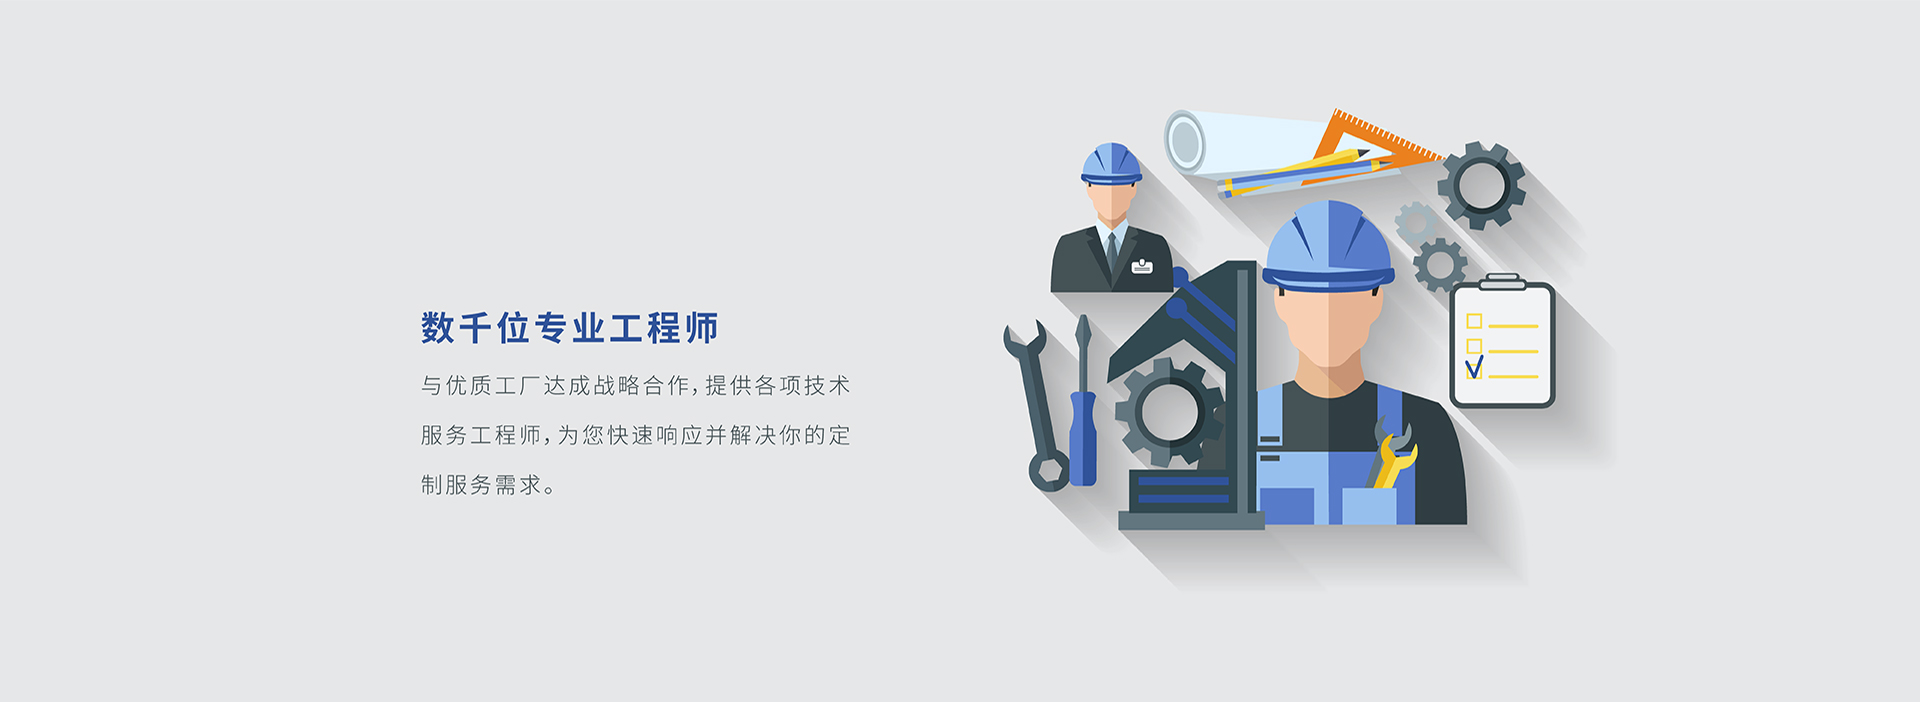 数千位专业工程师
与优质工厂达成战略合作，提供各项技术
服务工程师，为您快速响应并解决你的定
制服务需求。